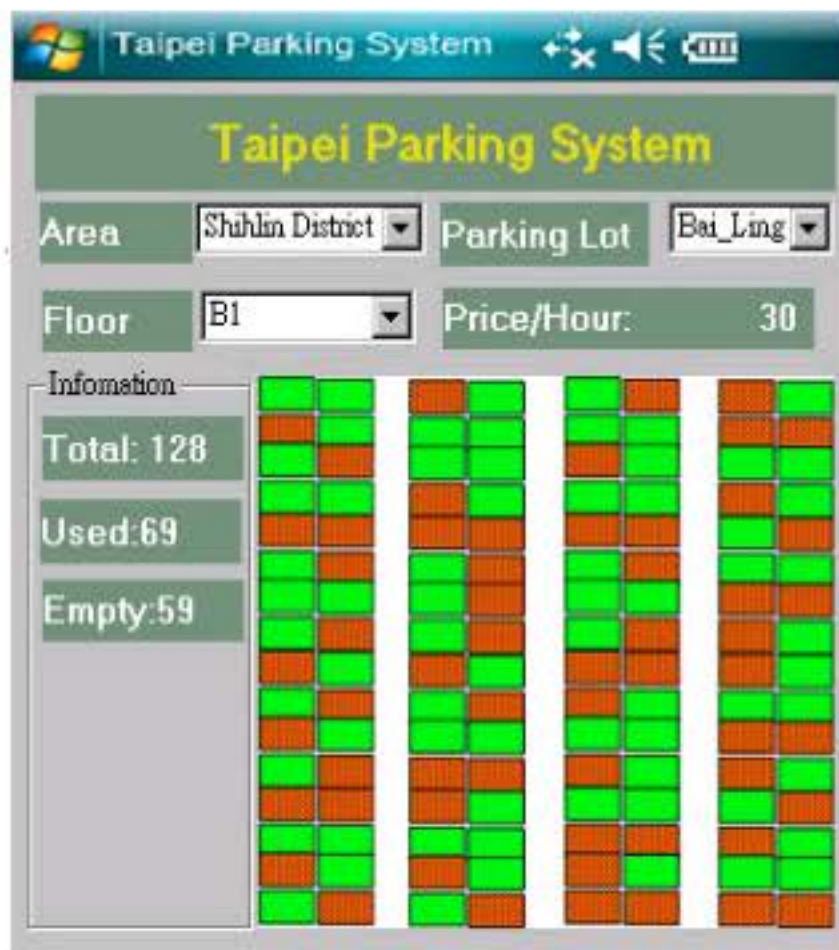 Taipei Parking System
Taipei Parking System
Area Shihlin District Parking Lot Bai_Ling
Floor B1 Price/Hour: 30
Infomation
Total: 128
Used:69
Empty:59